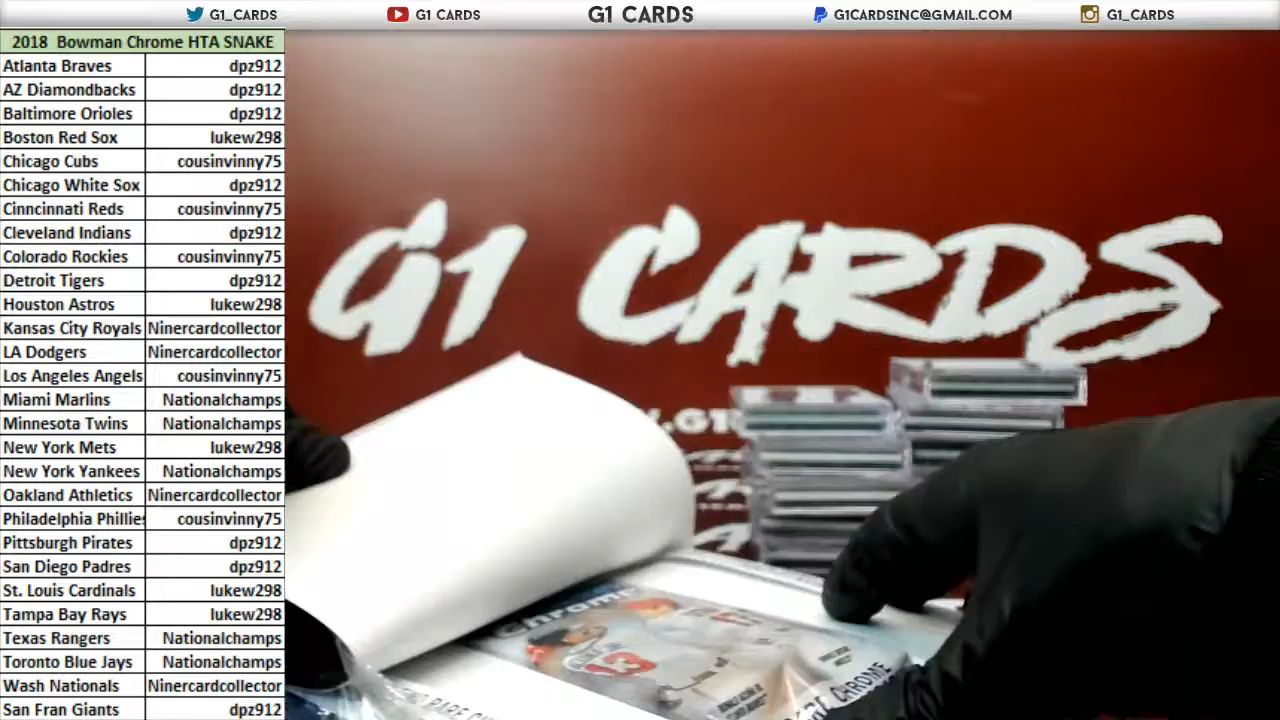 G1_CARDS G1 CARDS G1 CARDS G1CARDSINC@GMAIL.COM G1_CARDS
2018 Bowman Chrome HTA SNAKE
Atlanta Braves dpz912
AZ Diamondbacks dpz912
Baltimore Orioles dpz912
Boston Red Sox lukew298
Chicago Cubs cousinvinny75
Chicago White Sox dpz912
Cinncinnati Reds cousinvinny75
Cleveland Indians dpz912
Colorado Rockies cousinvinny75
Detroit Tigers dpz912
Houston Astros lukew298
Kansas City Royals Ninercardcollector
LA Dodgers Ninercardcollector
Los Angeles Angels cousinvinny75
Miami Marlins Nationalchamps
Minnesota Twins Nationalchamps
New York Mets lukew298
New York Yankees Nationalchamps
Oakland Athletics Ninercardcollector
Philadelphia Phillies cousinvinny75
Pittsburgh Pirates dpz912
San Diego Padres dpz912
St. Louis Cardinals lukew298
Tampa Bay Rays lukew298
Texas Rangers Nationalchamps
Toronto Blue Jays Nationalchamps
Wash Nationals Ninercardcollector
San Fran Giants dpz912
G1 CARDS
.G1
Chrome
13
17
RARE
CHROME